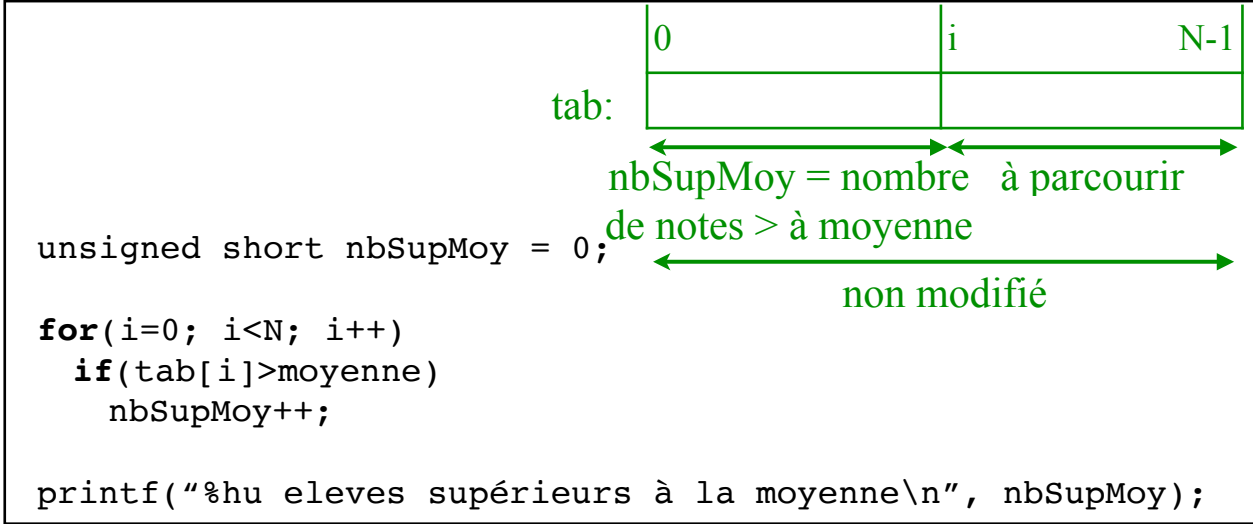 0 i N-1
tab:
nbSupMoy = nombre à parcourir
de notes > à moyenne
unsigned short nbSupMoy = 0;
non modifié
for(i=0; i<N; i++)
if(tab[i]>moyenne)
nbSupMoy++;
printf(“%hu eleves supérieurs à la moyenne\n”, nbSupMoy);